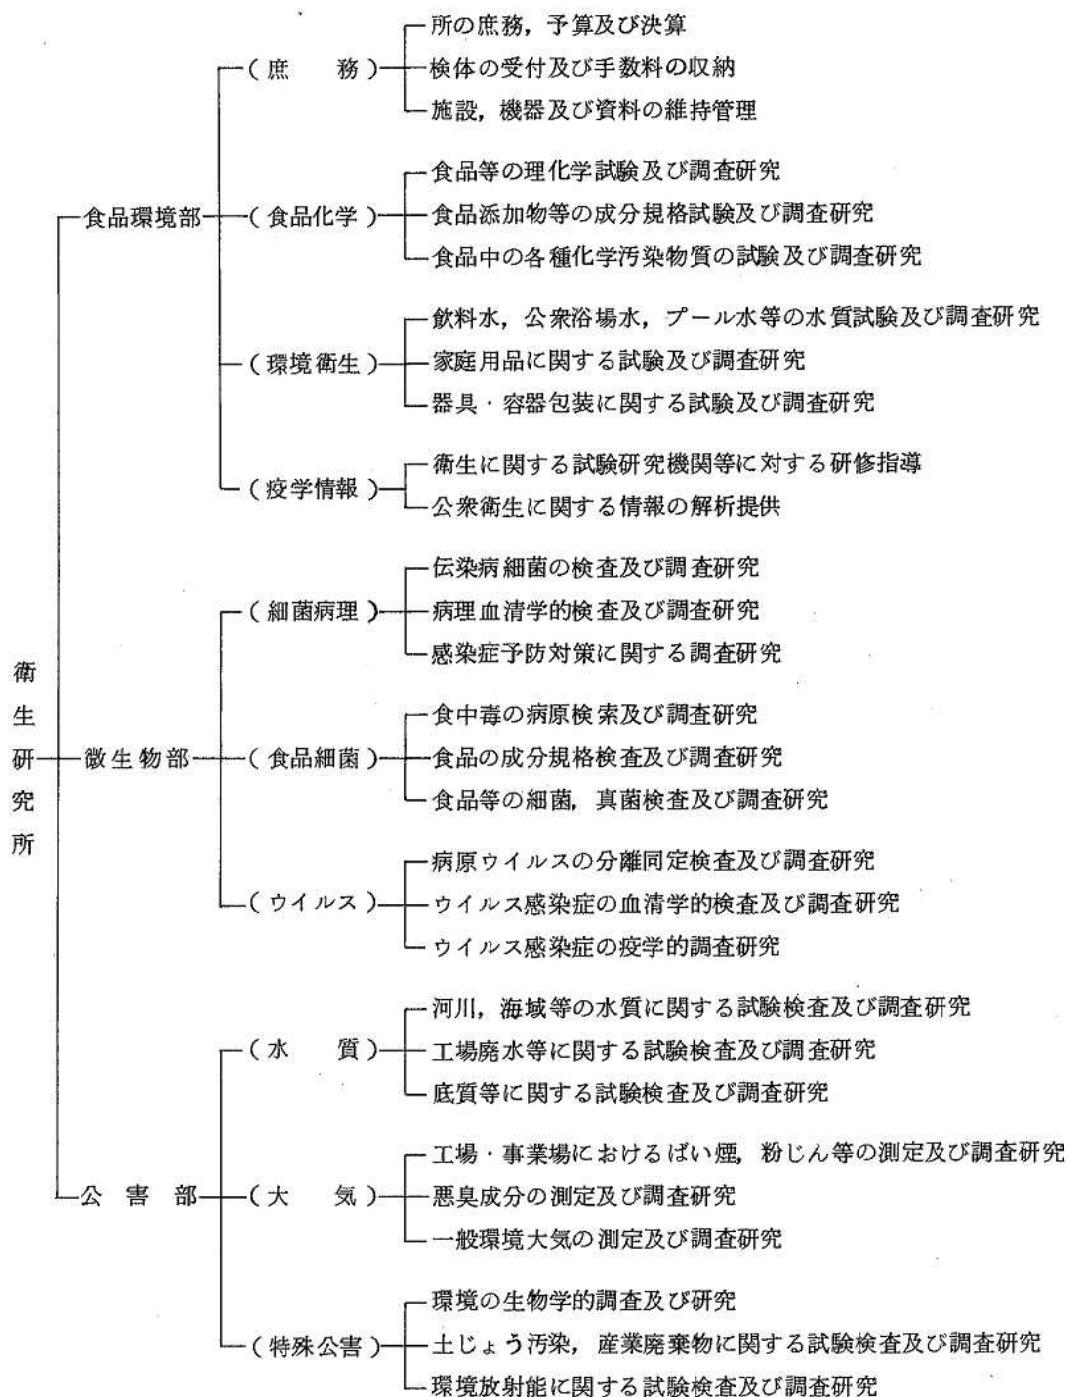 衛生研究所
食品環境部
(庶務)
所の庶務，予算及び決算
検体の受付及び手数料の収納
施設，機器及び資料の維持管理
(食品化学)
食品等の理化学試験及び調査研究
食品添加物等の成分規格試験及び調査研究
食品中の各種化学汚染物質の試験及び調査研究
(環境衛生)
飲料水，公衆浴場水，プール水等の水質試験及び調査研究
家庭用品に関する試験及び調査研究
器具・容器包装に関する試験及び調査研究
(疫学情報)
衛生に関する試験研究機関等に対する研修指導
公衆衛生に関する情報の解析提供
微生物部
(細菌病理)
伝染病細菌の検査及び調査研究
病理血清学的検査及び調査研究
感染症予防対策に関する調査研究
(食品細菌)
食中毒の病原検索及び調査研究
食品の成分規格検査及び調査研究
食品等の細菌，真菌検査及び調査研究
(ウイルス)
病原ウイルスの分離同定検査及び調査研究
ウイルス感染症の血清学的検査及び調査研究
ウイルス感染症の疫学的調査研究
公害部
(水質)
河川，海域等の水質に関する試験検査及び調査研究
工場廃水等に関する試験検査及び調査研究
底質等に関する試験検査及び調査研究
(大気)
工場・事業場におけるばい煙，粉じん等の測定及び調査研究
悪臭成分の測定及び調査研究
一般環境大気の測定及び調査研究
(特殊公害)
環境の生物学的調査及び研究
土じょう汚染，産業廃棄物に関する試験検査及び調査研究
環境放射能に関する試験検査及び調査研究